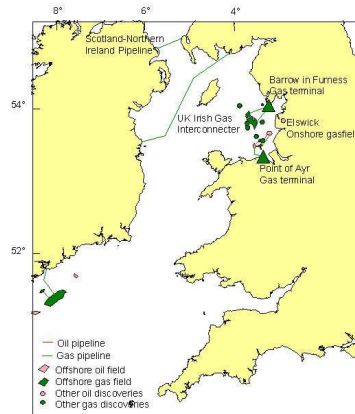 8° 6° 4°
Scotland-Northern
Ireland Pipeline
Barrow in Furness
Gas terminal
54°
UK Irish Gas
Interconnecter
Elswick
Onshore gasfiel
Point of Ayr
Gas terminal
52°
Oil pipeline
Gas pipeline
Offshore oil field
Offshore gas field
Other oil discoveries
Other gas discoveries